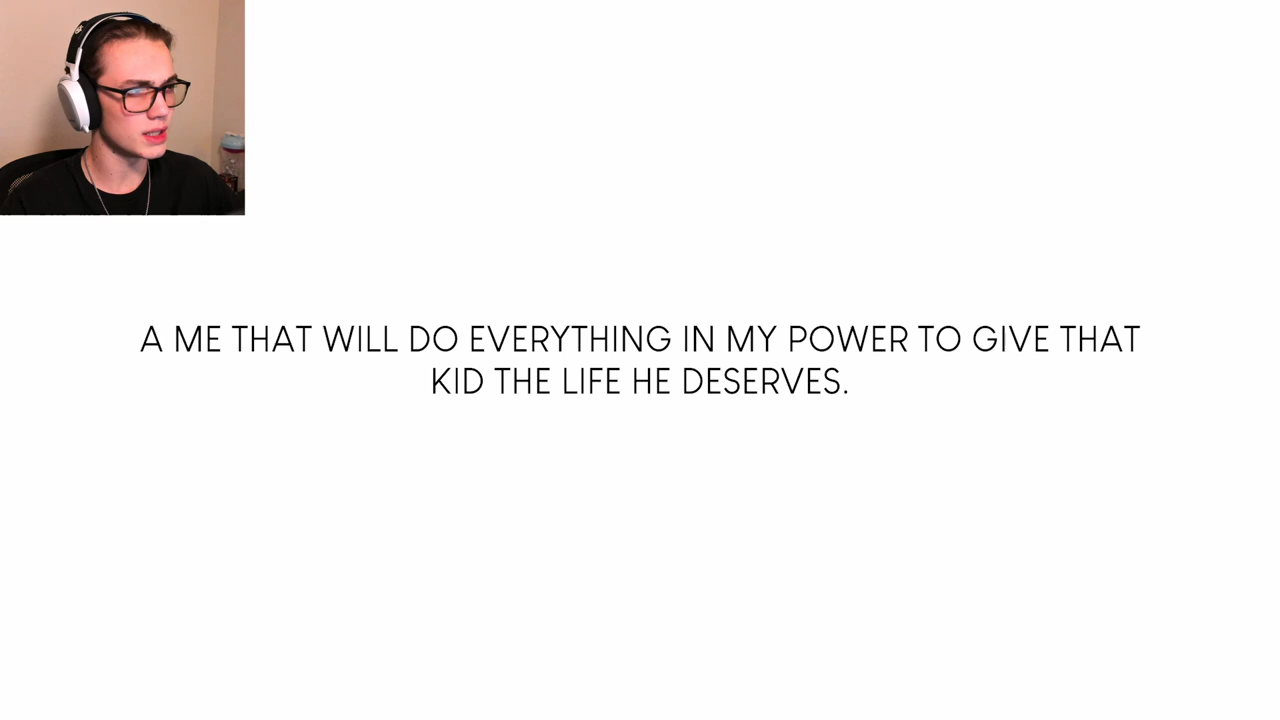 A ME THAT WILL DO EVERYTHING IN MY POWER TO GIVE THAT
KID THE LIFE HE DESERVES.